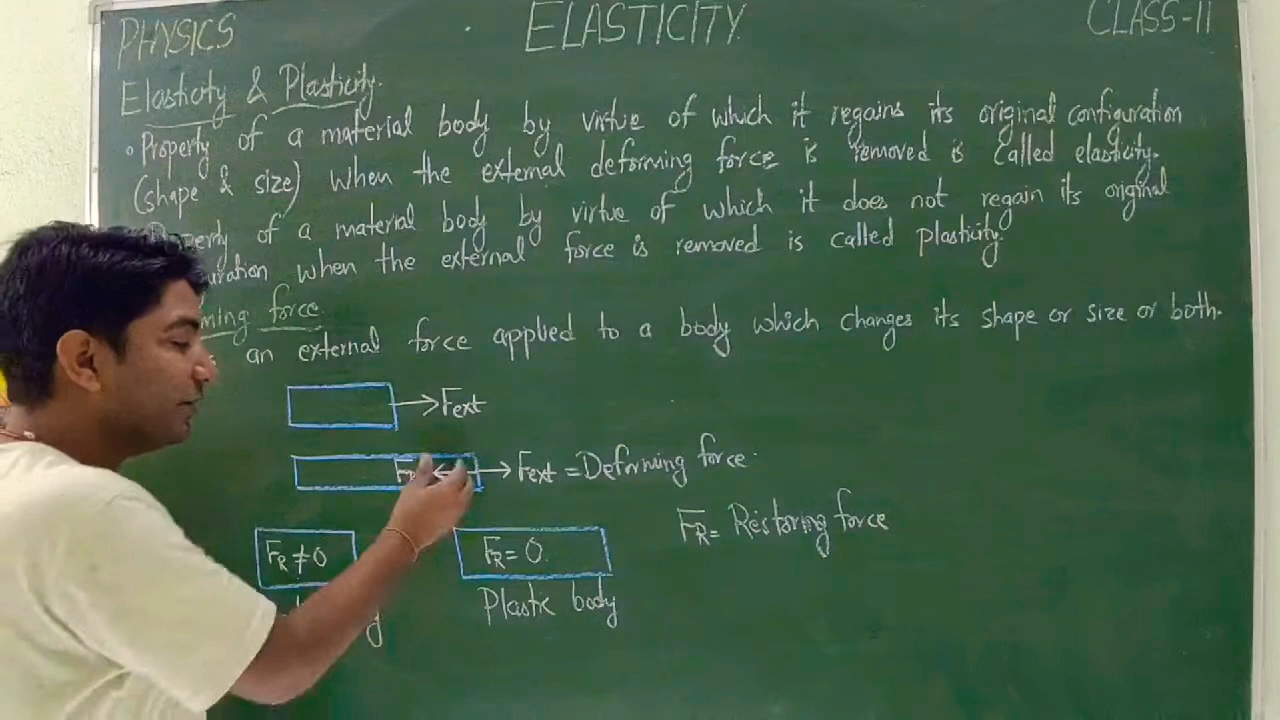 PHYSICS
ELASTICITY
CLASS-11
Elasticity & Plasticity.
• Property of a material body by virtue of which it regains its original configuration
(shape & size) when the external deforming force is removed is called elasticity.
Property of a material body by virtue of which it does not regain its original
uration when the external force is removed is called plasticity.
ming force
an external force applied to a body which changes its shape or size or both.
→ Fext
← → Fext = Deforming force.
FR = Restoring force
FR ≠ 0
FR = 0.
Plastic body